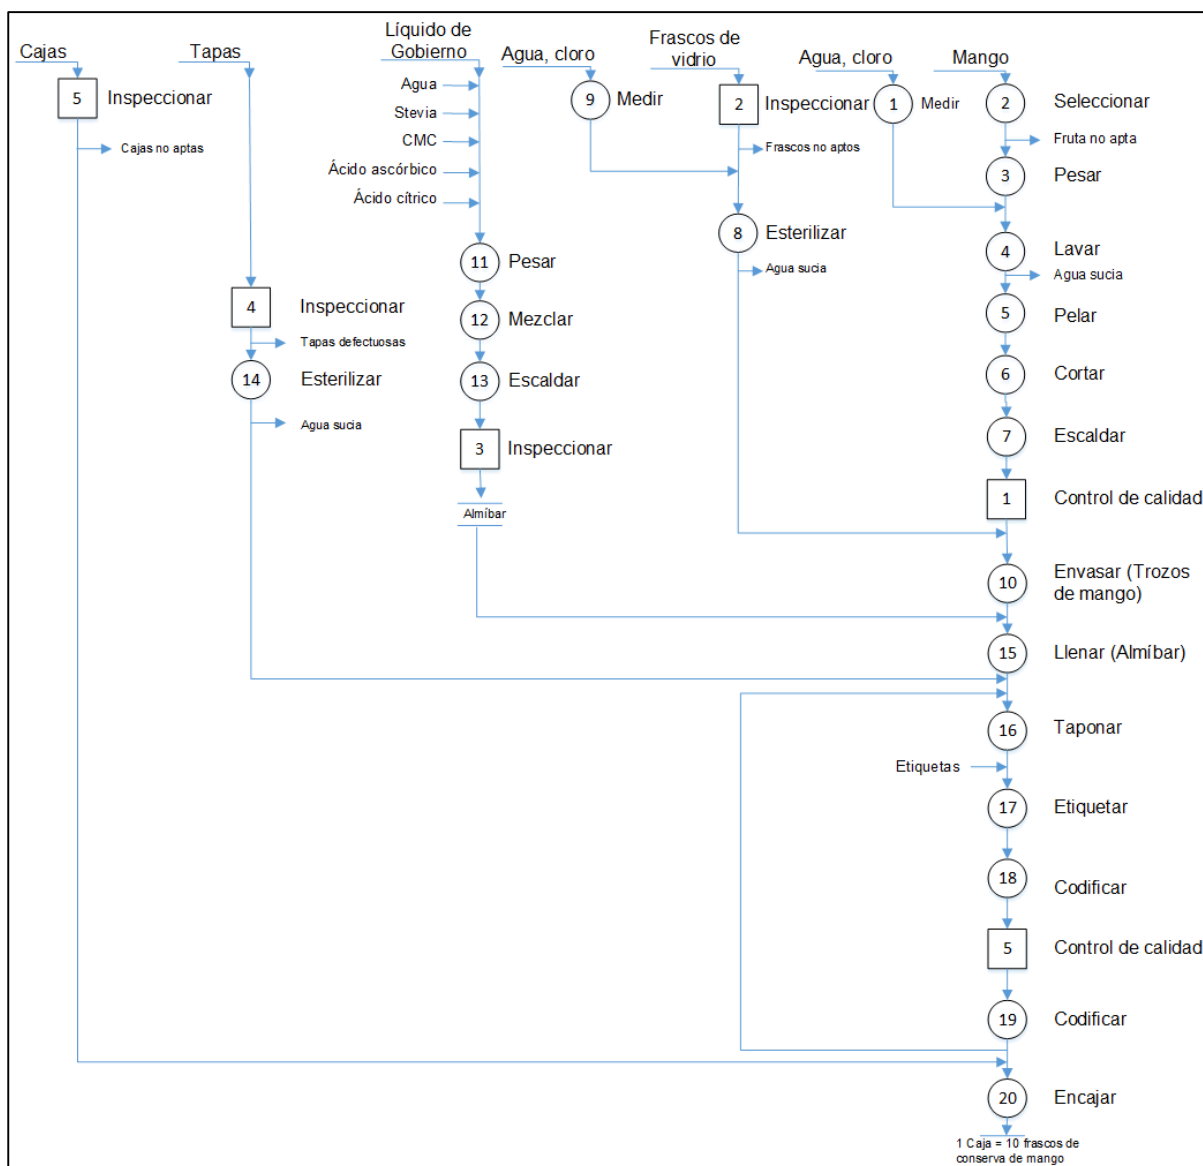 Cajas
Tapas
Líquido de
Gobierno
Agua, cloro
Frascos de
vidrio
Agua, cloro
Mango
5 Inspeccionar
Cajas no aptas
Agua
Stevia
CMC
Ácido ascórbico
Ácido cítrico
9 Medir
2 Inspeccionar
Frascos no aptos
1 Medir
2 Seleccionar
Fruta no apta
3 Pesar
8 Esterilizar
Agua sucia
4 Lavar
Agua sucia
11 Pesar
4 Inspeccionar
Tapas defectuosas
12 Mezclar
5 Pelar
14 Esterilizar
Agua sucia
13 Escaldar
6 Cortar
3 Inspeccionar
Almíbar
7 Escaldar
1 Control de calidad
10 Envasar (Trozos
de mango)
15 Llenar (Almíbar)
16 Taponar
Etiquetas
17 Etiquetar
18 Codificar
5 Control de calidad
19 Codificar
20 Encajar
1 Caja = 10 frascos de
conserva de mango